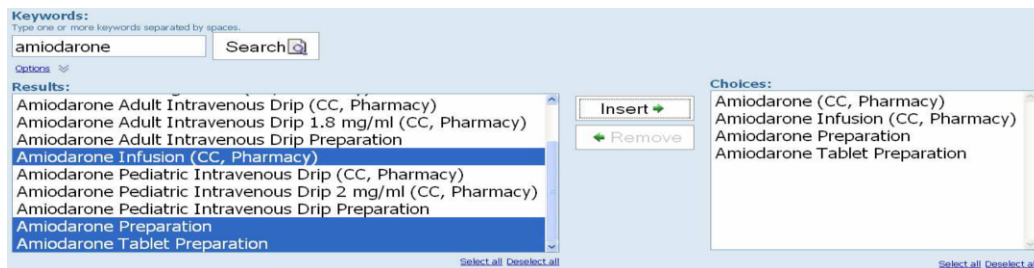 Keywords:
Type one or more keywords separated by spaces.
amiodarone
Search
Options
Results:
Amiodarone Adult Intravenous Drip (CC, Pharmacy)
Amiodarone Adult Intravenous Drip 1.8 mg/ml (CC, Pharmacy)
Amiodarone Adult Intravenous Drip Preparation
Amiodarone Infusion (CC, Pharmacy)
Amiodarone Pediatric Intravenous Drip (CC, Pharmacy)
Amiodarone Pediatric Intravenous Drip 2 mg/ml (CC, Pharmacy)
Amiodarone Pediatric Intravenous Drip Preparation
Amiodarone Preparation
Amiodarone Tablet Preparation
Select all Deselect all
Insert
Remove
Choices:
Amiodarone (CC, Pharmacy)
Amiodarone Infusion (CC, Pharmacy)
Amiodarone Preparation
Amiodarone Tablet Preparation
Select all Deselect a